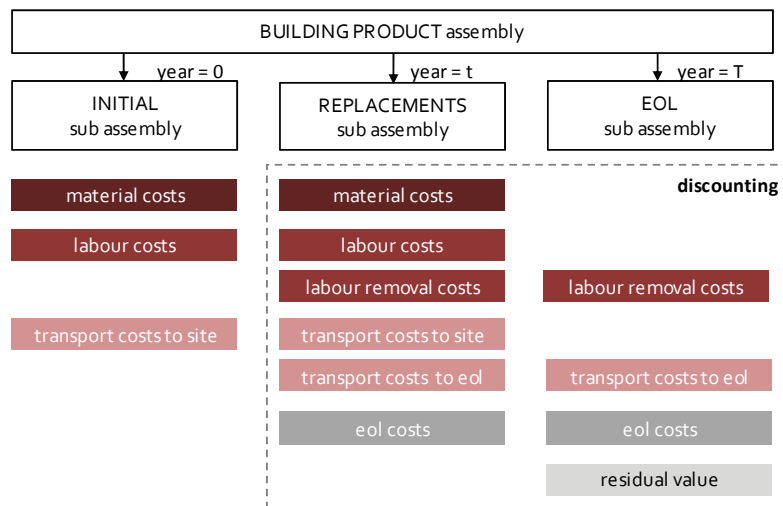 BUILDING PRODUCT assembly
year = 0
year = t
year = T
INITIAL
sub assembly
REPLACEMENTS
sub assembly
EOL
sub assembly
discounting
material costs
material costs
labour costs
labour costs
labour removal costs
labour removal costs
transport costs to site
transport costs to site
transport costs to eol
transport costs to eol
eol costs
eol costs
residual value